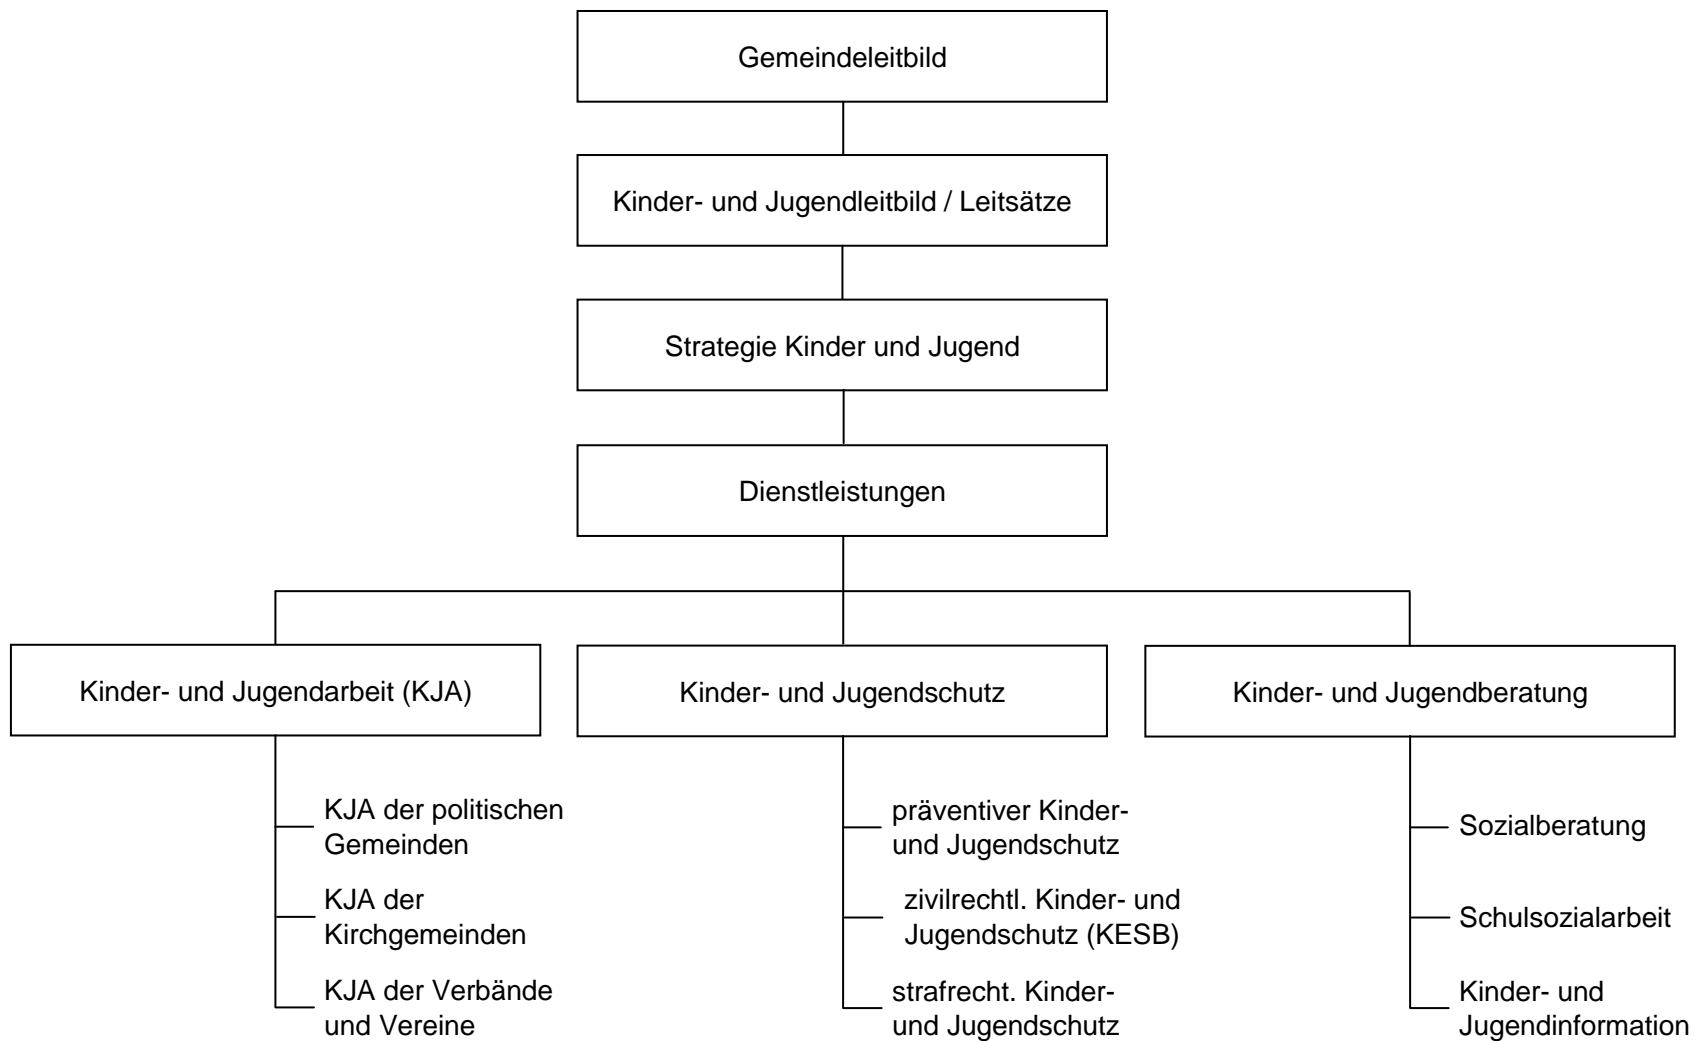 Gemeindeleitbild
Kinder- und Jugendleitbild / Leitsätze
Strategie Kinder und Jugend
Dienstleistungen
Kinder- und Jugendarbeit (KJA)
KJA der politischen
Gemeinden
KJA der
Kirchgemeinden
KJA der Verbände
und Vereine
Kinder- und Jugendschutz
präventiver Kinder-
und Jugendschutz
zivilrechtl. Kinder- und
Jugendschutz (KESB)
strafrecht. Kinder-
und Jugendschutz
Kinder- und Jugendberatung
Sozialberatung
Schulsozialarbeit
Kinder- und
Jugendinformation